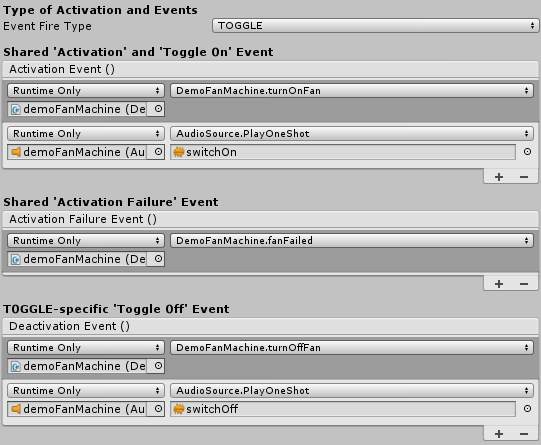 Type of Activation and Events
Event Fire Type TOGGLE
Shared 'Activation' and 'Toggle On' Event
Activation Event ()
Runtime Only DemoFanMachine.turnOnFan
demoFanMachine (De
Runtime Only AudioSource.PlayOneShot
demoFanMachine (Au switchOn
+ −
Shared 'Activation Failure' Event
Activation Failure Event ()
Runtime Only DemoFanMachine.fanFailed
demoFanMachine (De
+ −
TOGGLE-specific 'Toggle Off' Event
Deactivation Event ()
Runtime Only DemoFanMachine.turnOffFan
demoFanMachine (De
Runtime Only AudioSource.PlayOneShot
demoFanMachine (Au switchOff
+ −